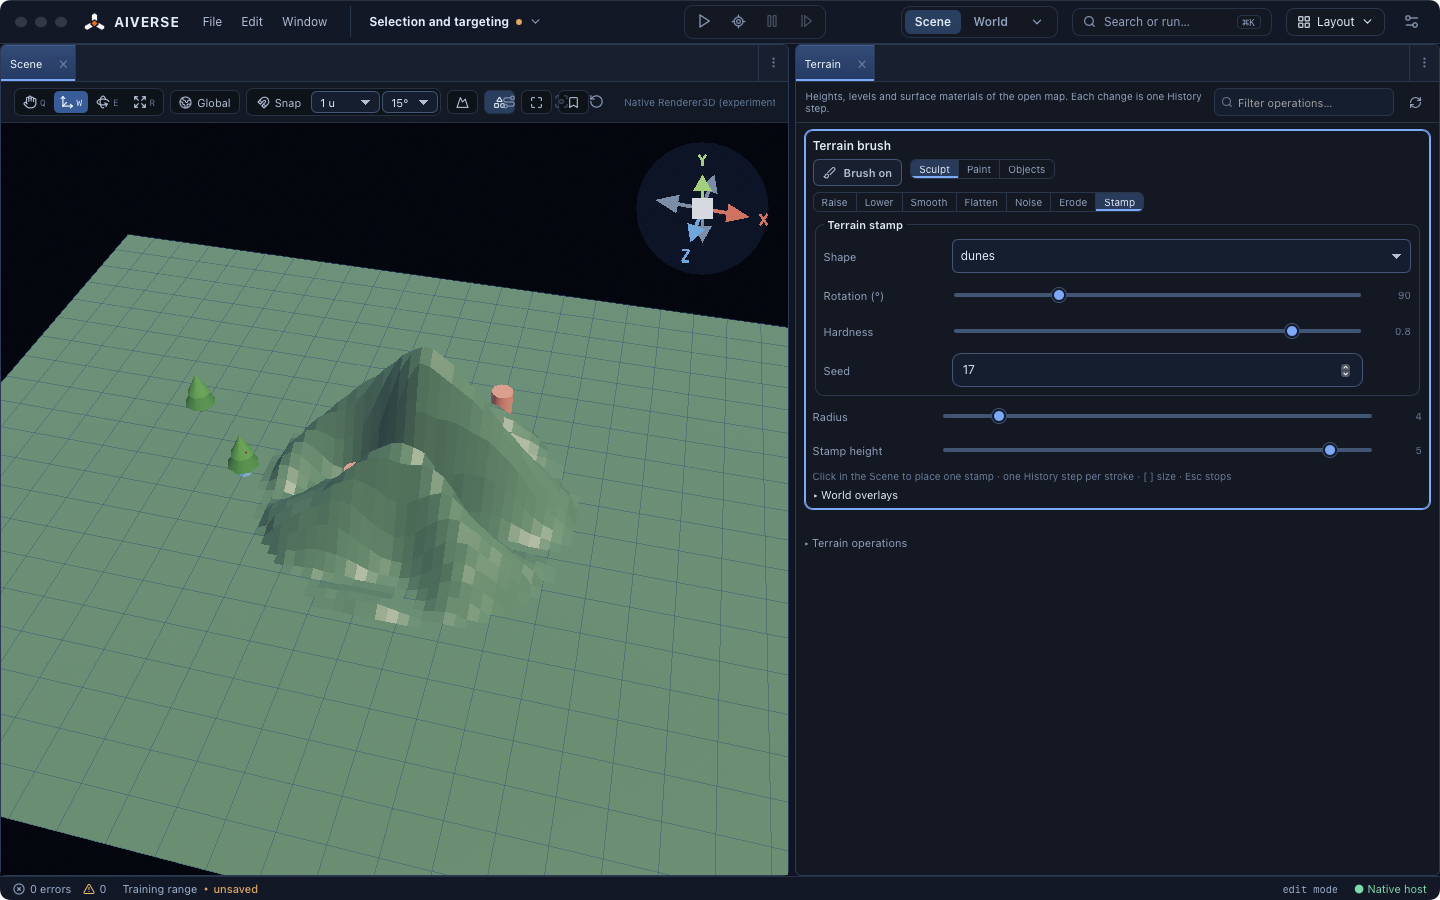 AIVERSE
File
Edit
Window
Selection and targeting
Scene
World
Search or run...
⌘K
Layout
Scene
Terrain
Q
W
E
R
Global
Snap
1 u
15°
Native Renderer3D (experiment
Heights, levels and surface materials of the open map. Each change is one History
step.
Filter operations...
Y
X
Z
Terrain brush
Brush on
Sculpt
Paint
Objects
Raise
Lower
Smooth
Flatten
Noise
Erode
Stamp
Terrain stamp
Shape
dunes
Rotation (°)
90
Hardness
0.8
Seed
17
Radius
4
Stamp height
5
Click in the Scene to place one stamp · one History step per stroke · [ ] size · Esc stops
World overlays
Terrain operations
0 errors
0
Training range • unsaved
edit mode
Native host